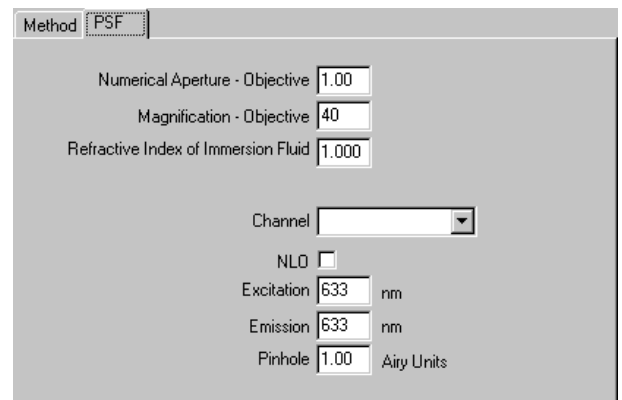 Method PSF
Numerical Aperture - Objective 1.00
Magnification - Objective 40
Refractive Index of Immersion Fluid 1.000
Channel
NLO
Excitation 633 nm
Emission 633 nm
Pinhole 1.00 Airy Units